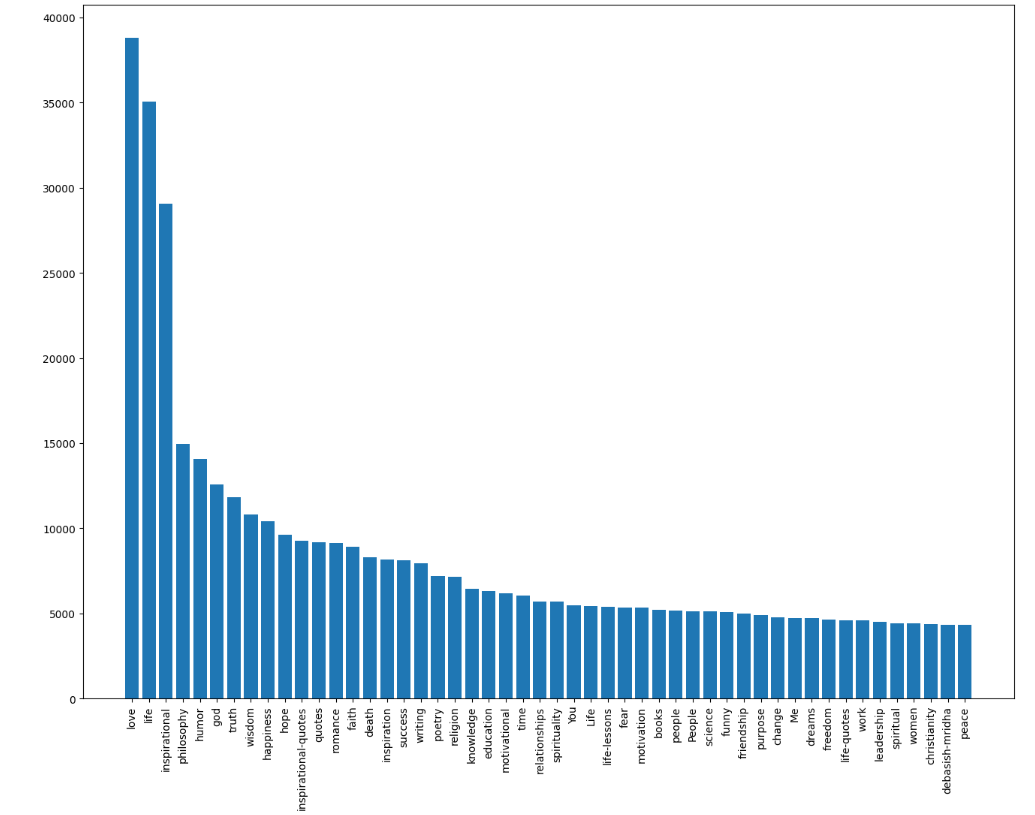 40000
35000
30000
25000
20000
15000
10000
5000
0
love
life
inspirational
philosophy
humor
god
truth
wisdom
happiness
hope
inspirational-quotes
quotes
romance
faith
death
inspiration
success
writing
poetry
religion
knowledge
education
motivational
time
relationships
spirituality
You
Life
life-lessons
fear
motivation
books
people
People
science
funny
friendship
purpose
change
Me
dreams
freedom
life-quotes
work
leadership
spiritual
women
christianity
debasish-mridha
peace